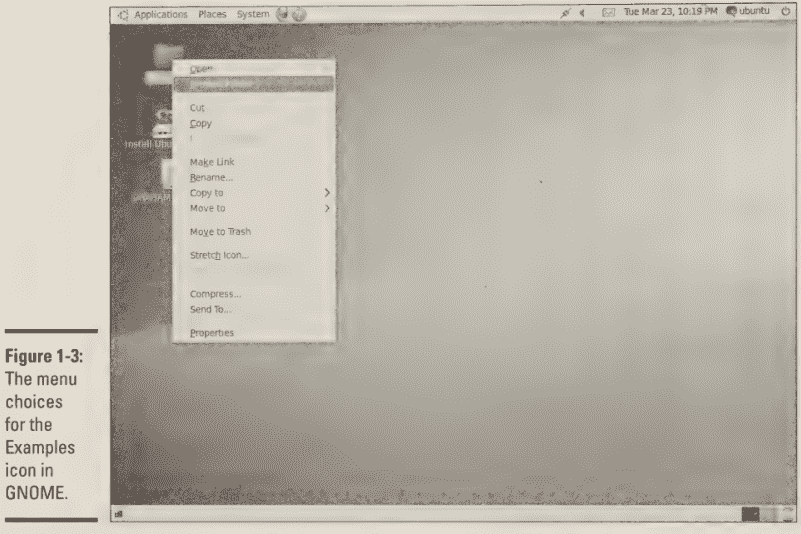 Applications Places System
Tue Mar 23, 10:19 PM ubuntu
Open
Cut
Copy
Install
Make Link
Rename...
Copy to
Move to
Move to Trash
Stretch Icon...
Compress...
Send To...
Properties
Figure 1-3:
The menu
choices
for the
Examples
icon in
GNOME.